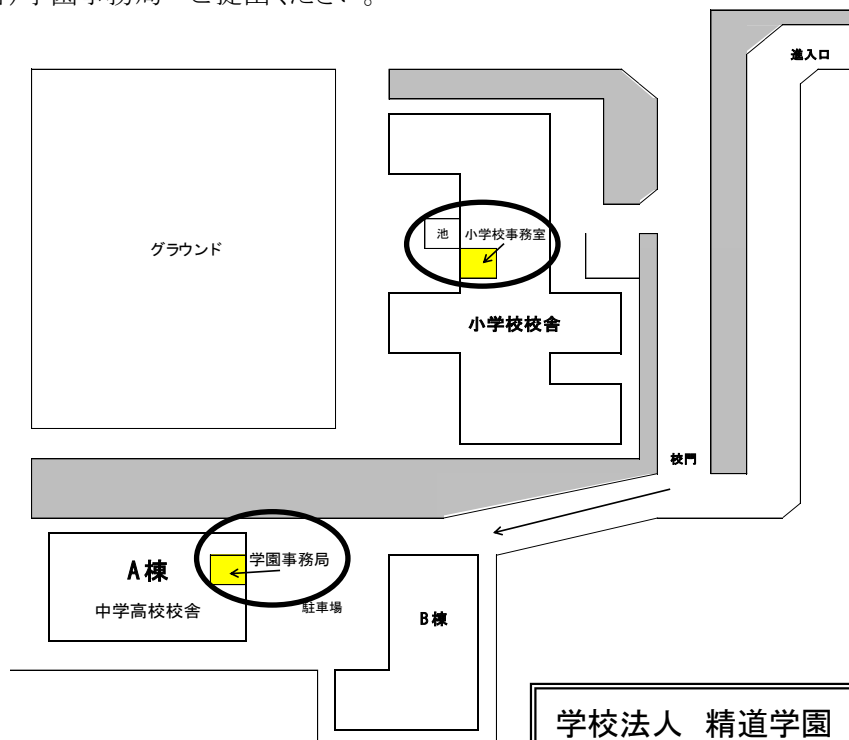 学園事務局へご提出ください。
進入口
グラウンド
池
小学校事務室
小学校校舎
校門
学園事務局
A棟
中学高校校舎
駐車場
B棟
学校法人 精道学園